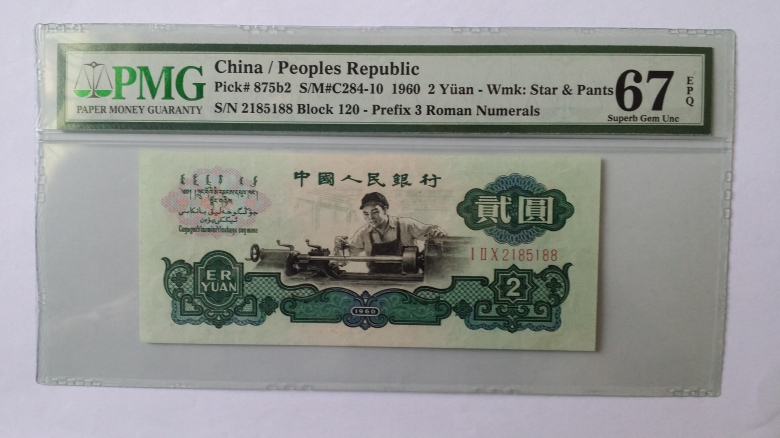 PMG
PAPER MONEY GUARANTY
China / Peoples Republic
Pick# 875b2 S/M#C284-10 1960 2 Yüan - Wmk: Star & Pants
S/N 2185188 Block 120 - Prefix 3 Roman Numerals
67
EPQ
Superb Gem Unc
中國人民銀行
貳圓
I II X 2185188
ER
YUAN
1960
2